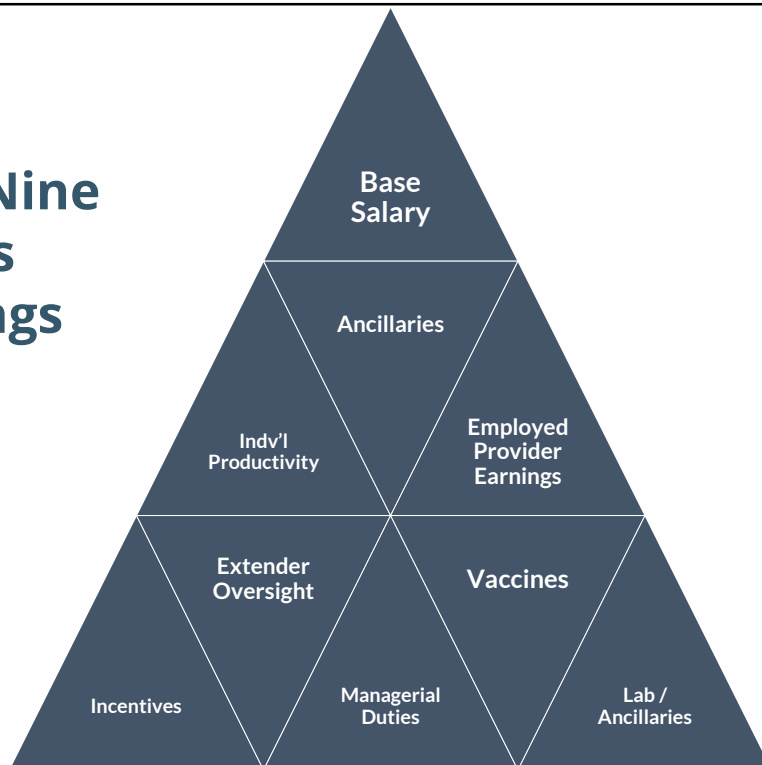 Nine
s
ngs
Base
Salary
Ancillaries
Indv'l
Productivity
Employed
Provider
Earnings
Extender
Oversight
Vaccines
Incentives
Managerial
Duties
Lab /
Ancillaries